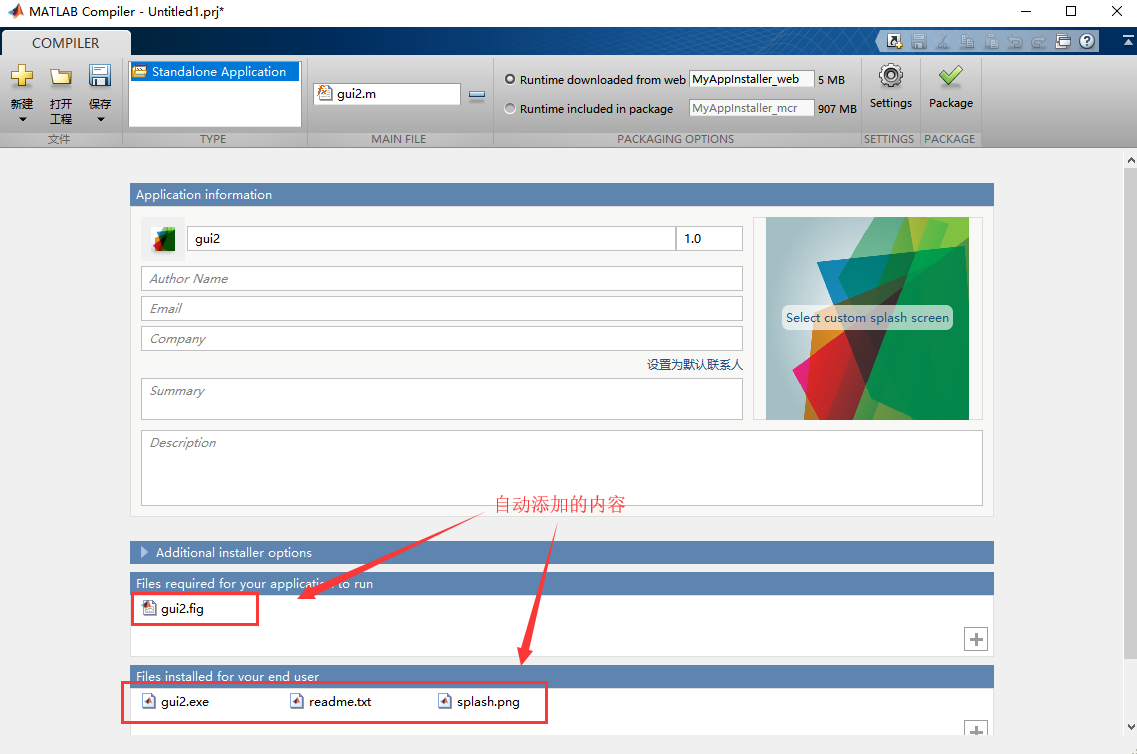 MATLAB Compiler - Untitled1.prj*
COMPILER
新建
打开
工程
保存
文件
Standalone Application
TYPE
gui2.m
MAIN FILE
Runtime downloaded from web MyAppInstaller_web 5 MB
Runtime included in package MyAppInstaller_mcr 907 MB
PACKAGING OPTIONS
Settings
SETTINGS
Package
PACKAGE
Application information
gui2 1.0
Author Name
Email
Company
设置为默认联系人
Summary
Select custom splash screen
Description
自动添加的内容
Additional installer options
Files required for your application to run
gui2.fig
Files installed for your end user
gui2.exe readme.txt splash.png